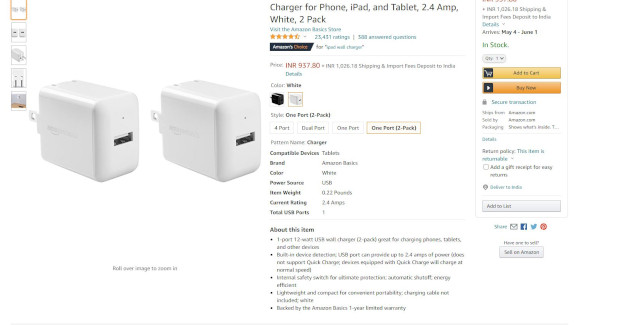 Charger for Phone, iPad, and Tablet, 2.4 Amp,
White, 2 Pack
Visit the Amazon Basics Store
23,431 ratings | 388 answered questions
Amazon's Choice for "ipad wall charger"
Price: INR 937.80 + INR 1,026.18 Shipping & Import Fees Deposit to India
Details
Color: White
Style: One Port (2-Pack)
4 Port
Dual Port
One Port
One Port (2-Pack)
Pattern Name: Charger
Compatible Devices Tablets
Brand Amazon Basics
Color White
Power Source USB
Item Weight 0.22 Pounds
Current Rating 2.4 Amps
Total USB Ports 1
About this item
• 1-port 12-watt USB wall charger (2-pack) great for charging phones, tablets,
and other devices
• Built-in device detection; USB port can provide up to 2.4 amps of power (does
not support Quick Charge; devices equipped with Quick Charge will charge at
normal speed)
• Internal safety switch for ultimate protection; automatic shutoff; energy
efficient
• Lightweight and compact for convenient portability; charging cable not
included; white
• Backed by the Amazon Basics 1-year limited warranty
Roll over image to zoom in
+ INR 1,026.18 Shipping &
Import Fees Deposit to India
Details
Arrives: May 4 - June 1
In Stock.
Qty: 1
Add to Cart
Buy Now
Secure transaction
Ships from Amazon.com
Sold by Amazon.com
Packaging Shows what's inside. T...
Details
Return policy: This item is
returnable
Add a gift receipt for easy
returns
Deliver to India
Add to List
Share
Have one to sell?
Sell on Amazon